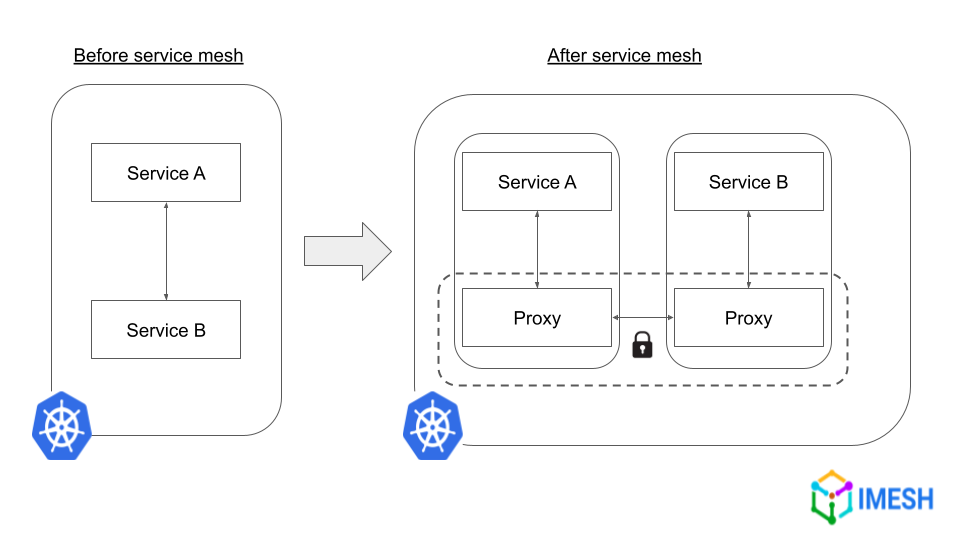 Before service mesh
After service mesh
Service A
Service B
Service A
Service B
Proxy
Proxy
IMESH